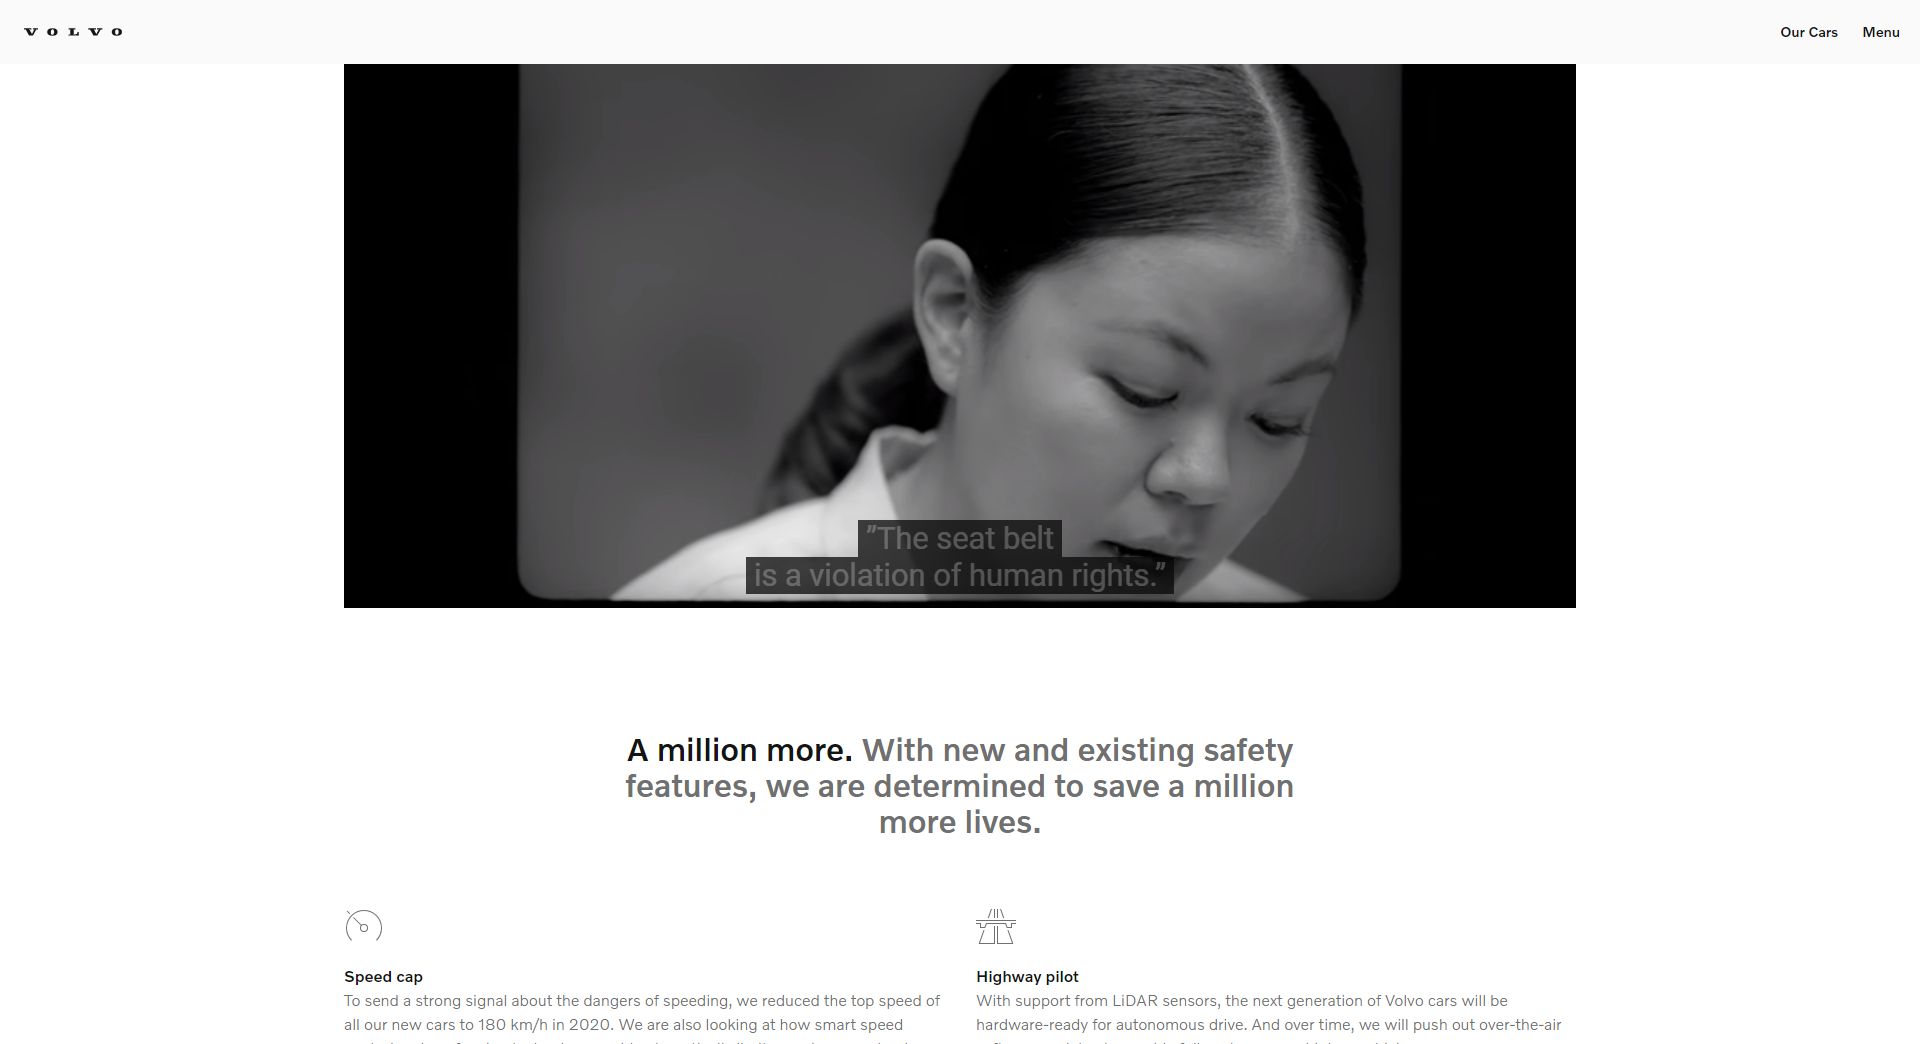 VOLVO
Our Cars
Menu
"The seat belt
is a violation of human rights."
A million more. With new and existing safety
features, we are determined to save a million
more lives.
Speed cap
To send a strong signal about the dangers of speeding, we reduced the top speed of
all our new cars to 180 km/h in 2020. We are also looking at how smart speed
Highway pilot
With support from LiDAR sensors, the next generation of Volvo cars will be
hardware-ready for autonomous drive. And over time, we will push out over-the-air